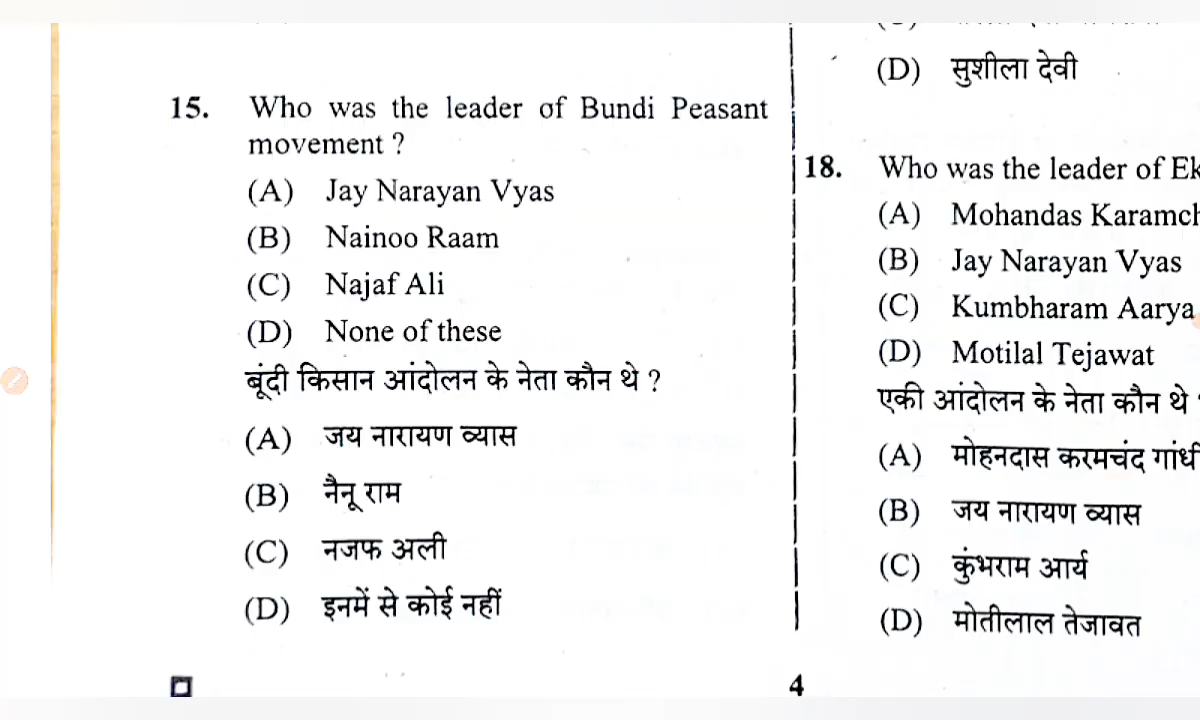 15. Who was the leader of Bundi Peasant
movement ?
(A) Jay Narayan Vyas
(B) Nainoo Raam
(C) Najaf Ali
(D) None of these
बूंदी किसान आंदोलन के नेता कौन थे ?
(A) जय नारायण व्यास
(B) नैनू राम
(C) नजफ अली
(D) इनमें से कोई नहीं
(D) सुशीला देवी
18. Who was the leader of Ek
(A) Mohandas Karamch
(B) Jay Narayan Vyas
(C) Kumbharam Aarya
(D) Motilal Tejawat
एकी आंदोलन के नेता कौन थे
(A) मोहनदास करमचंद गांधी
(B) जय नारायण व्यास
(C) कुंभराम आर्य
(D) मोतीलाल तेजावत
4